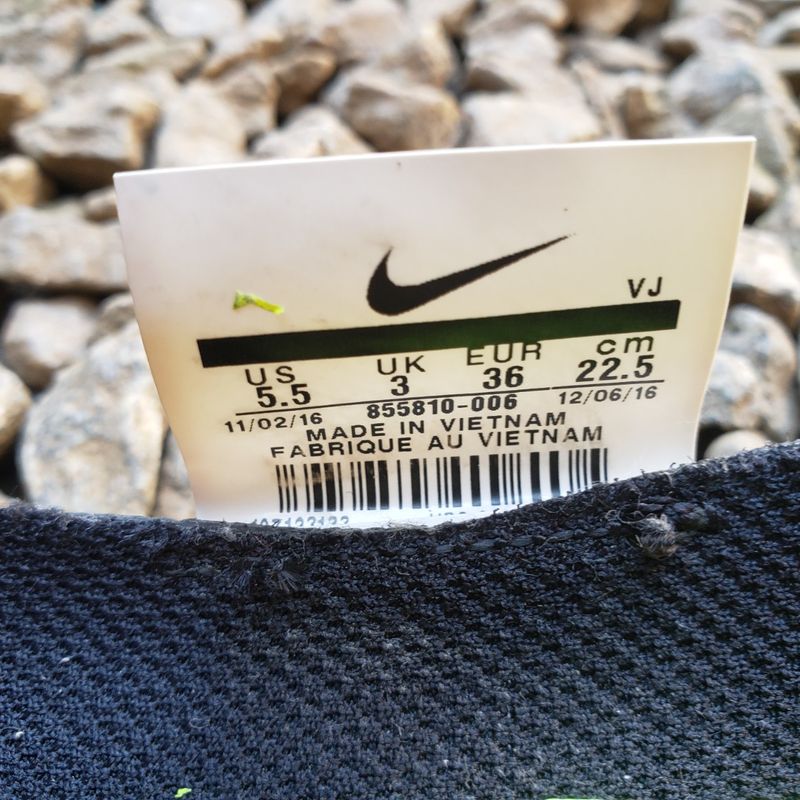 VJ
US UK EUR cm
5.5 3 36 22.5
11/02/16 855810-006 12/06/16
MADE IN VIETNAM
FABRIQUE AU VIETNAM